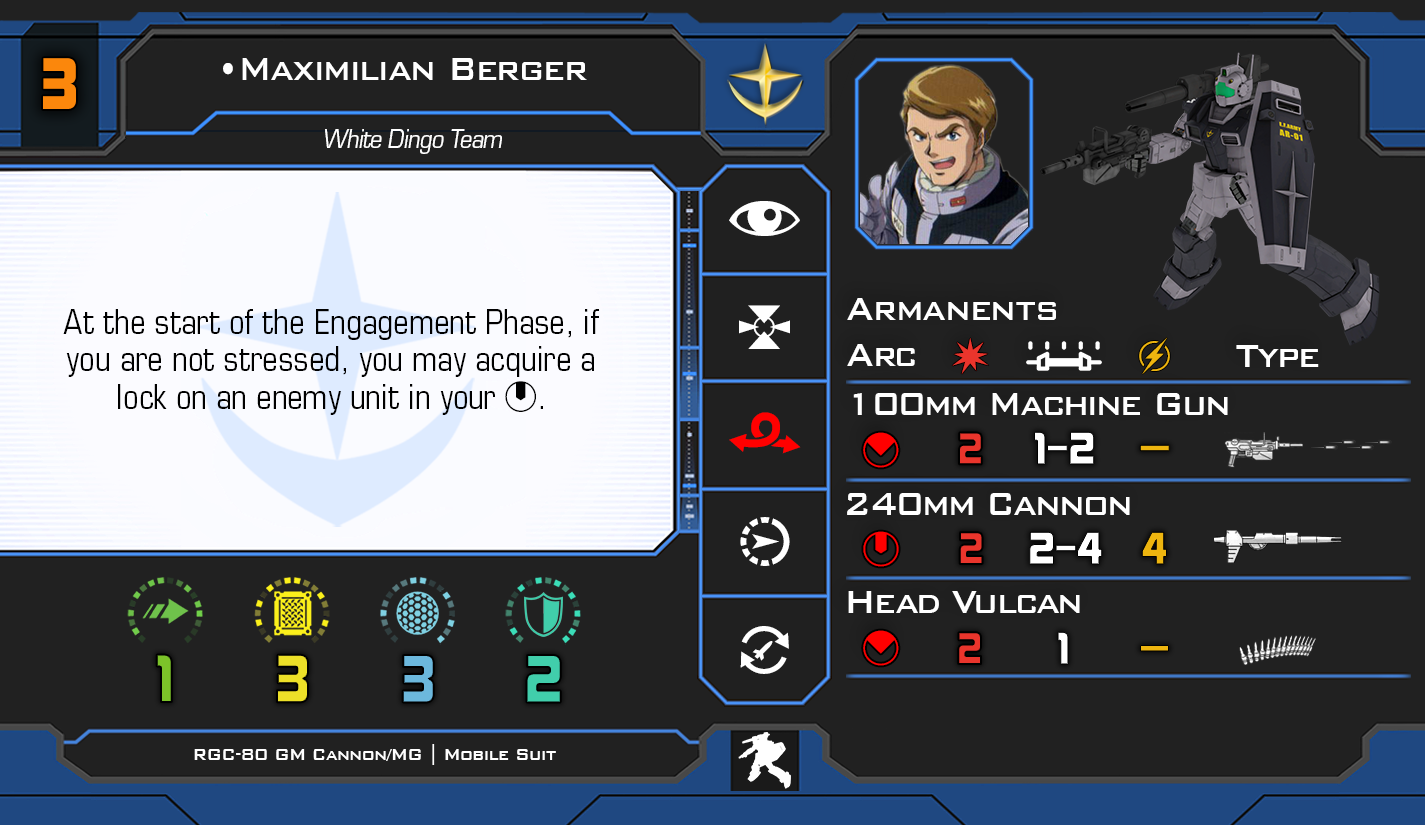 3
•Maximilian Berger
White Dingo Team
At the start of the Engagement Phase, if
you are not stressed, you may acquire a
lock on an enemy unit in your .
1 3 3 2
RGC-80 GM Cannon/MG | Mobile Suit
E.F.ARMY
AR-01
Armanents
Arc Type
100mm Machine Gun
2 1–2 –
240mm Cannon
2 2–4 4
Head Vulcan
2 1 –